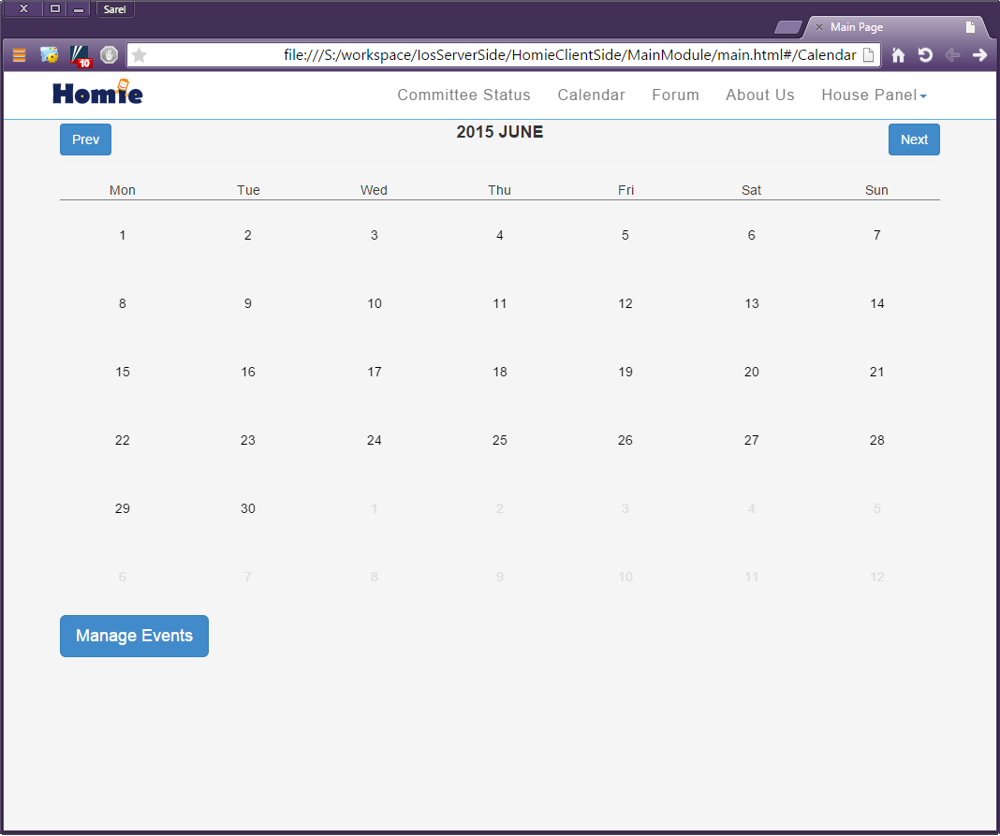 X Sarel
× Main Page
10 file:///S:/workspace/IosServerSide/HomieClientSide/MainModule/main.html#/Calendar
Homie Committee Status Calendar Forum About Us House Panel
Prev 2015 JUNE Next
Mon Tue Wed Thu Fri Sat Sun
1 2 3 4 5 6 7
8 9 10 11 12 13 14
15 16 17 18 19 20 21
22 23 24 25 26 27 28
29 30 1 2 3 4 5
6 7 8 9 10 11 12
Manage Events